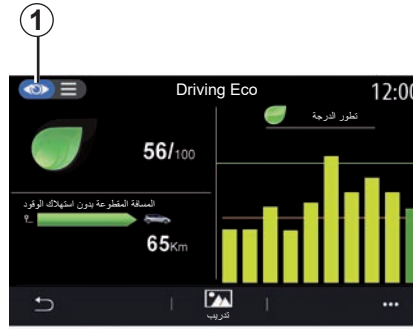 1
Driving Eco
12:00
تطور الدرجة
56/100
المسافة المقطوعة بدون استهلاك الوقود
65Km
تدريب